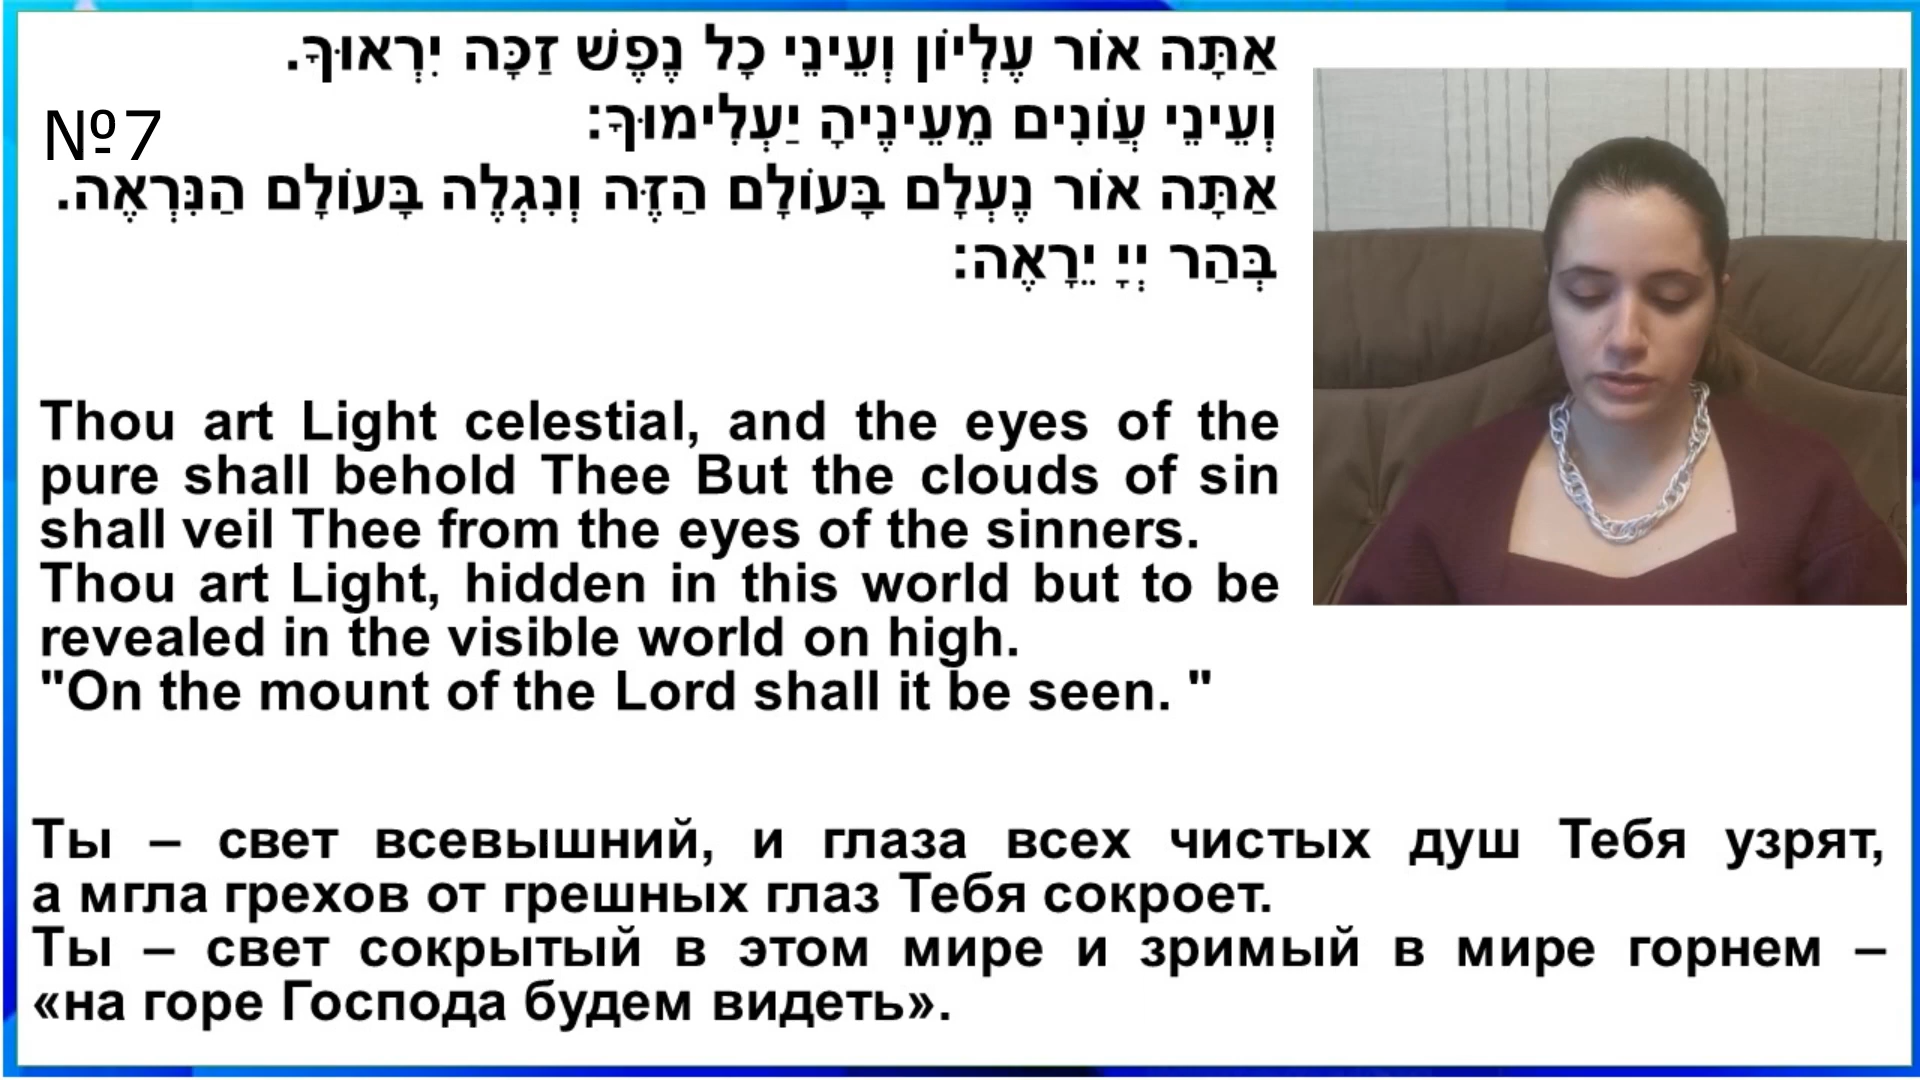 אַתָּה אוֹר עֶלְיוֹן וְעֵינֵי כָל נֶפֶשׁ זַכָּה יִרְאוּךָּ.
וְעֵינֵי עֲוֹנִים מֵעֵינֶיהָ יַעְלִימוּךָּ:
№7
אַתָּה אוֹר נֶעְלָם בָּעוֹלָם הַזֶּה וְנִגְלֶה בָּעוֹלָם הַנִּרְאֶה.
בְּהַר יְיָ יֵרָאֶה:
Thou art Light celestial, and the eyes of the
pure shall behold Thee But the clouds of sin
shall veil Thee from the eyes of the sinners.
Thou art Light, hidden in this world but to be
revealed in the visible world on high.
"On the mount of the Lord shall it be seen. "
Ты – свет всевышний, и глаза всех чистых душ Тебя узрят,
а мгла грехов от грешных глаз Тебя сокроет.
Ты – свет сокрытый в этом мире и зримый в мире горнем –
«на горе Господа будем видеть».